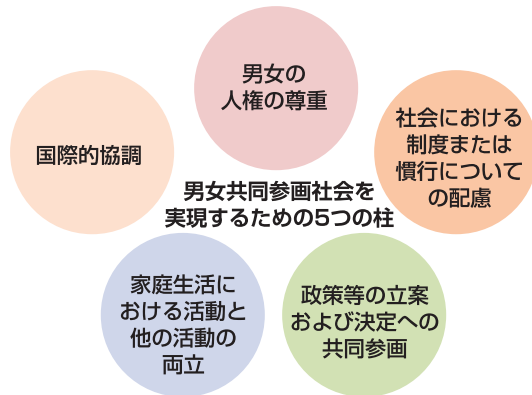 男女の
人権の尊重
社会における
制度または
慣行について
の配慮
国際的協調
男女共同参画社会を
実現するための5つの柱
家庭生活に
おける活動と
他の活動の
両立
政策等の立案
および決定への
共同参画